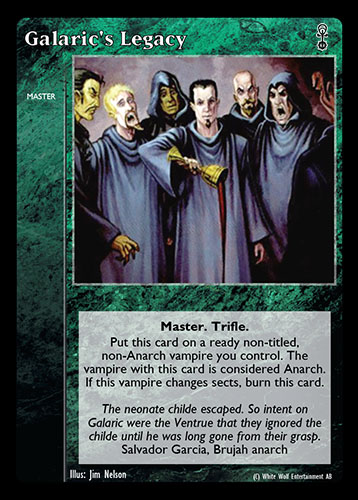 Galaric's Legacy
MASTER
Master. Trifle.
Put this card on a ready non-titled,
non-Anarch vampire you control. The
vampire with this card is considered Anarch.
If this vampire changes sects, burn this card.
The neonate childe escaped. So intent on
Galaric were the Ventrue that they ignored the
childe until he was long gone from their grasp.
Salvador Garcia, Brujah anarch
Illus: Jim Nelson
(C) White Wolf Entertainment AB